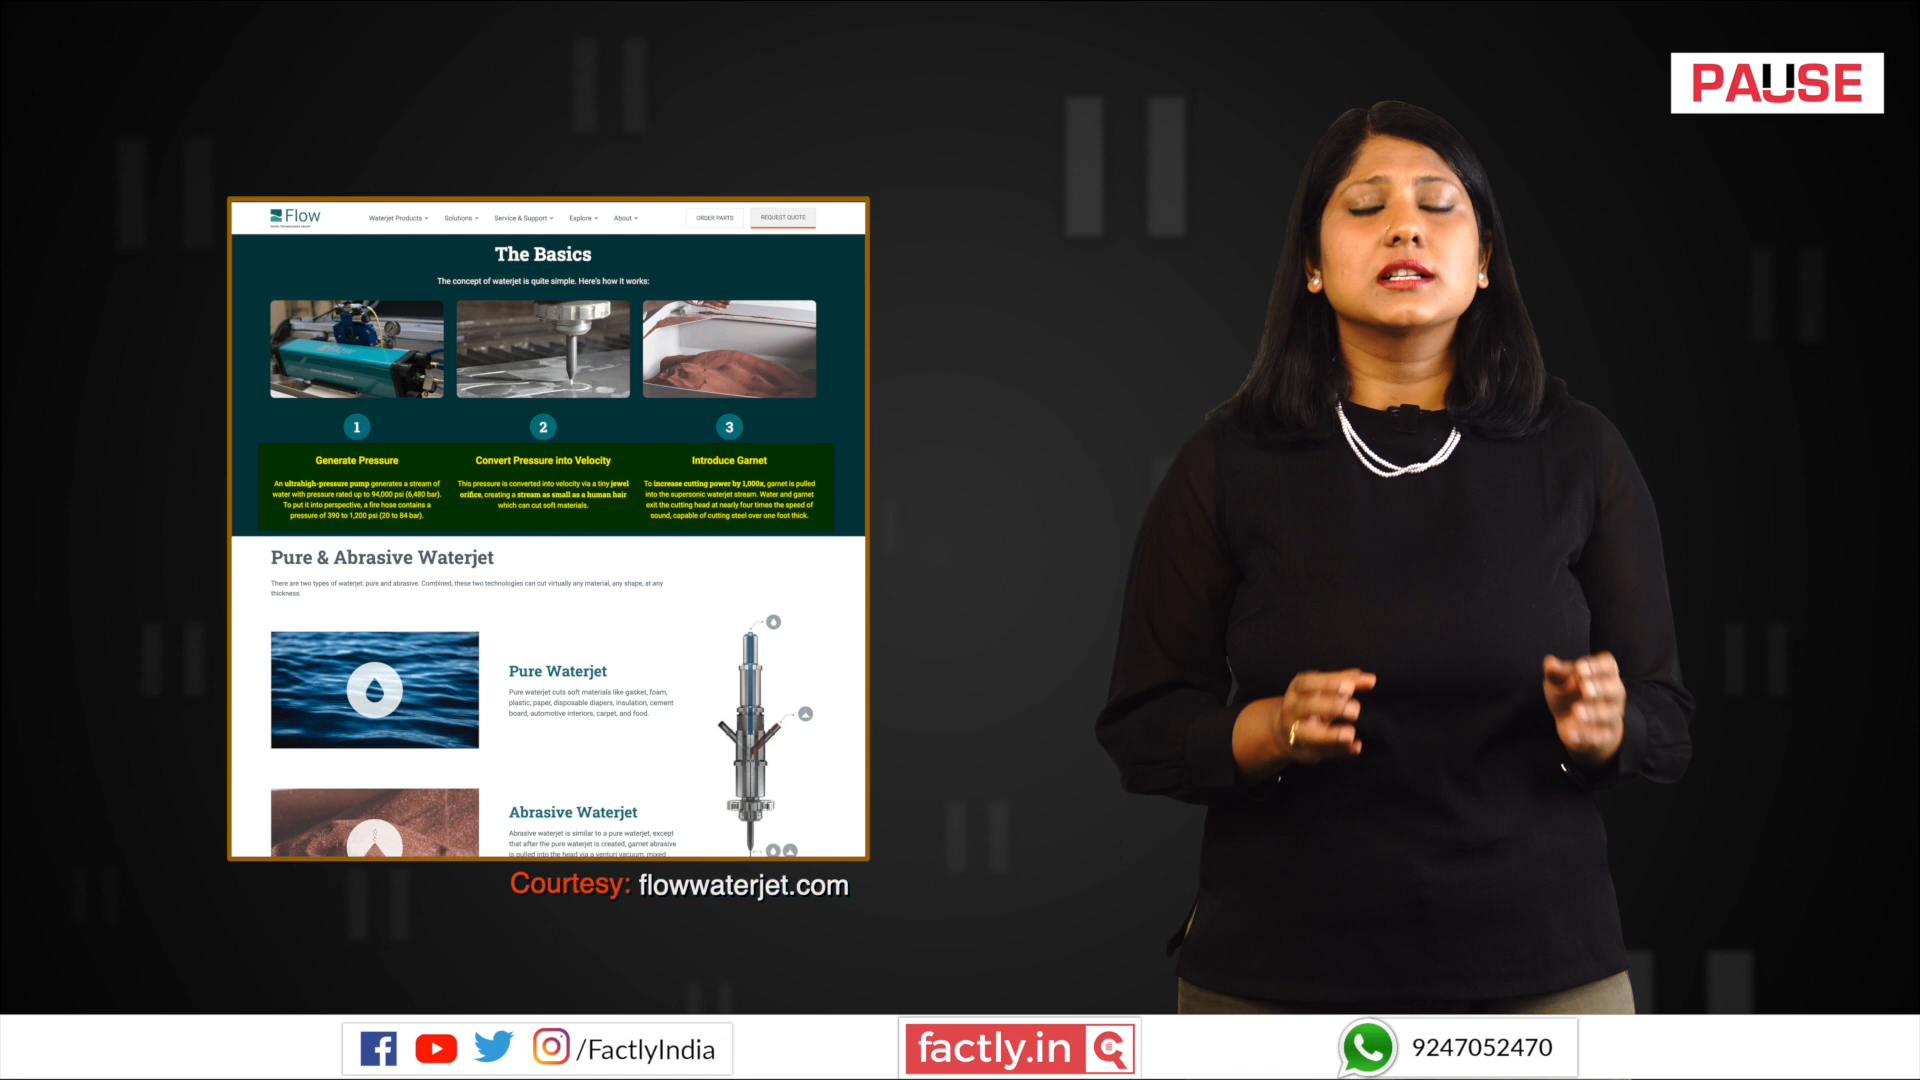 PAUSE
Flow
Waterjet Products
Solutions
Service & Support
Explore
About
ORDER PARTS
REQUEST QUOTE
The Basics
The concept of waterjet is quite simple. Here's how it works:
1
2
3
Generate Pressure
An ultrahigh-pressure pump generates a stream of
water with pressure rated up to 94,000 psi (6,480 bar).
To put it into perspective, a fire hose contains a
pressure of 390 to 1,200 psi (20 to 84 bar).
Convert Pressure into Velocity
This pressure is converted into velocity via a tiny jewel
orifice, creating a stream as small as a human hair
which can cut soft materials.
Introduce Garnet
To increase cutting power by 1,000x, garnet is pulled
into the supersonic waterjet stream. Water and garnet
exit the cutting head at nearly four times the speed of
sound, capable of cutting steel over one foot thick.
Pure & Abrasive Waterjet
There are two types of waterjet: pure and abrasive. Combined, these two technologies can cut virtually any material, any shape, at any
thickness.
Pure Waterjet
Pure waterjet cuts soft materials like gasket, foam,
plastic, paper, disposable diapers, insulation, cement
board, automotive interiors, carpet, and food.
Abrasive Waterjet
Abrasive waterjet is similar to a pure waterjet, except
that after the pure waterjet is created, garnet abrasive
is pulled into the head via a venturi vacuum, mixed
Courtesy: flowwaterjet.com
/FactlyIndia
factly.in
9247052470